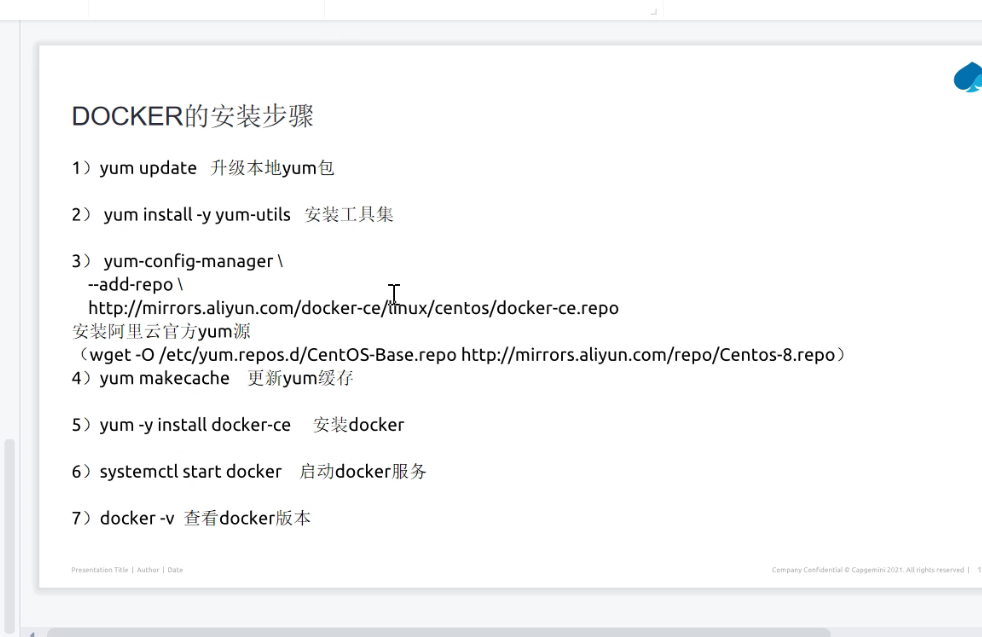 DOCKER的安装步骤
1）yum update 升级本地yum包
2） yum install -y yum-utils 安装工具集
3） yum-config-manager \
--add-repo \
http://mirrors.aliyun.com/docker-ce/linux/centos/docker-ce.repo
安装阿里云官方yum源
（wget -O /etc/yum.repos.d/CentOS-Base.repo http://mirrors.aliyun.com/repo/Centos-8.repo）
4）yum makecache 更新yum缓存
5）yum -y install docker-ce 安装docker
6）systemctl start docker 启动docker服务
7）docker -v 查看docker版本
Presentation Title | Author | Date
Company Confidential © Capgemini 2021. All rights reserved |